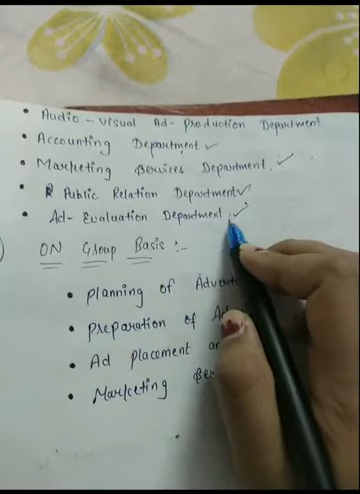 • Audio - Visual Ad- Production Department
• Accounting Department ✓
• Marketing Services Department. ✓
• Public Relation Department ✓
• Ad- Evaluation Department. ✓
) ON Group Basis :-
• planning of
• preparation of
• Ad placement
• Marketing